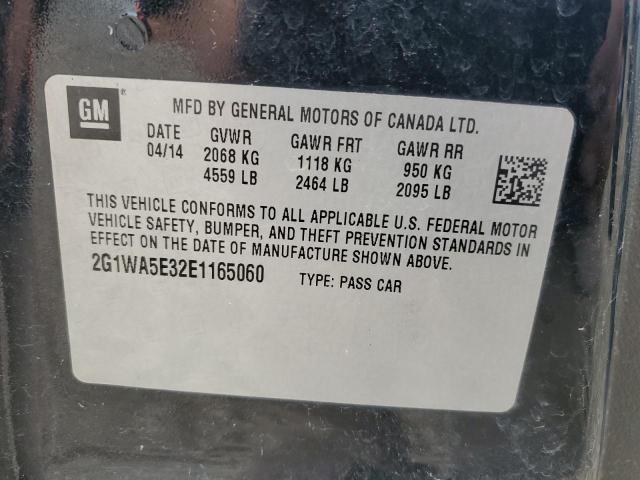 GM ®
MFD BY GENERAL MOTORS OF CANADA LTD.
DATE GVWR GAWR FRT GAWR RR
04/14 2068 KG 1118 KG 950 KG
4559 LB 2464 LB 2095 LB
THIS VEHICLE CONFORMS TO ALL APPLICABLE U.S. FEDERAL MOTOR
VEHICLE SAFETY, BUMPER, AND THEFT PREVENTION STANDARDS IN
EFFECT ON THE DATE OF MANUFACTURE SHOWN ABOVE.
2G1WA5E32E1165060 TYPE: PASS CAR